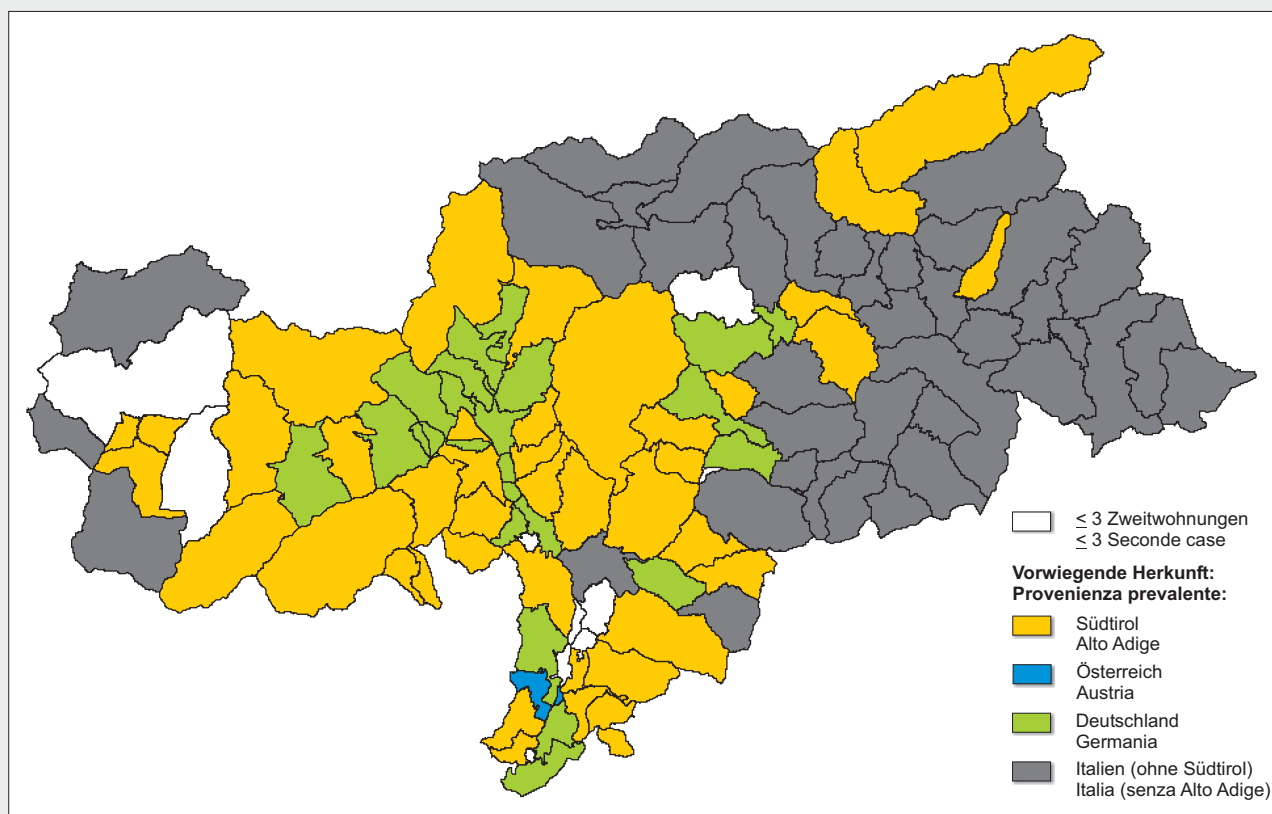 ≤ 3 Zweitwohnungen
≤ 3 Seconde case
Vorwiegende Herkunft:
Provenienza prevalente:
Südtirol
Alto Adige
Österreich
Austria
Deutschland
Germania
Italien (ohne Südtirol)
Italia (senza Alto Adige)